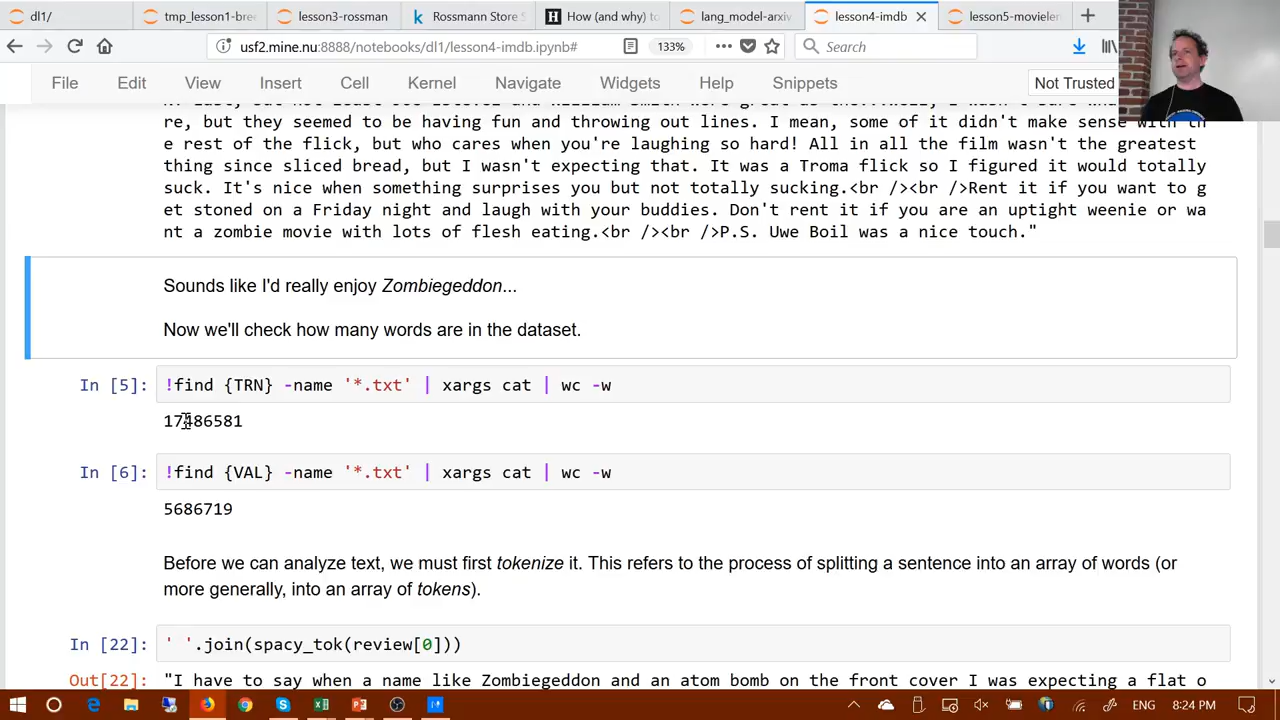 dl1/
tmp_lesson1-bree
lesson3-rossman
Rossmann Store S
How (and why) to
lang_model-arxiv
lesson4-imdb
lesson5-movielen
usf2.mine.nu:8888/notebooks/GIT/lesson4-imdb.ipynb#
133%
Search
File Edit View Insert Cell Kernel Navigate Widgets Help Snippets
Not Trusted
re, but they seemed to be having fun and throwing out lines. I mean, some of it didn't make sense with th
e rest of the flick, but who cares when you're laughing so hard! All in all the film wasn't the greatest
thing since sliced bread, but I wasn't expecting that. It was a Troma flick so I figured it would totally
suck. It's nice when something surprises you but not totally sucking.<br /><br />Rent it if you want to g
et stoned on a Friday night and laugh with your buddies. Don't rent it if you are an uptight weenie or wa
nt a zombie movie with lots of flesh eating.<br /><br />P.S. Uwe Boil was a nice touch."
Sounds like I'd really enjoy Zombiegeddon...
Now we'll check how many words are in the dataset.
In [5]: !find {TRN} -name '*.txt' | xargs cat | wc -w
17486581
In [6]: !find {VAL} -name '*.txt' | xargs cat | wc -w
5686719
Before we can analyze text, we must first tokenize it. This refers to the process of splitting a sentence into an array of words (or
more generally, into an array of tokens).
In [22]: ' '.join(spacy_tok(review[0]))
Out[22]: "I have to say when a name like Zombiegeddon and an atom bomb on the front cover I was expecting a flat o
ENG 8:24 PM